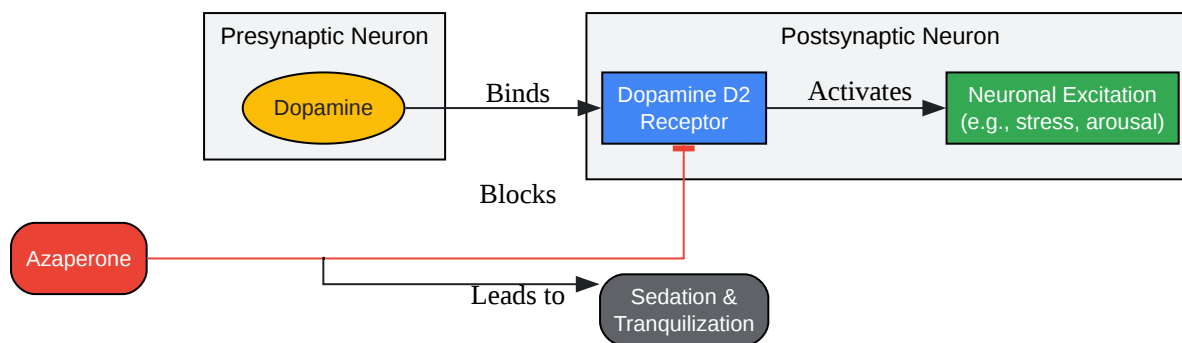 Presynaptic Neuron
Postsynaptic Neuron
Dopamine
Binds
Dopamine D2
Receptor
Activates
Neuronal Excitation
(e.g., stress, arousal)
Blocks
Azaperone
Leads to
Sedation &
Tranquilization